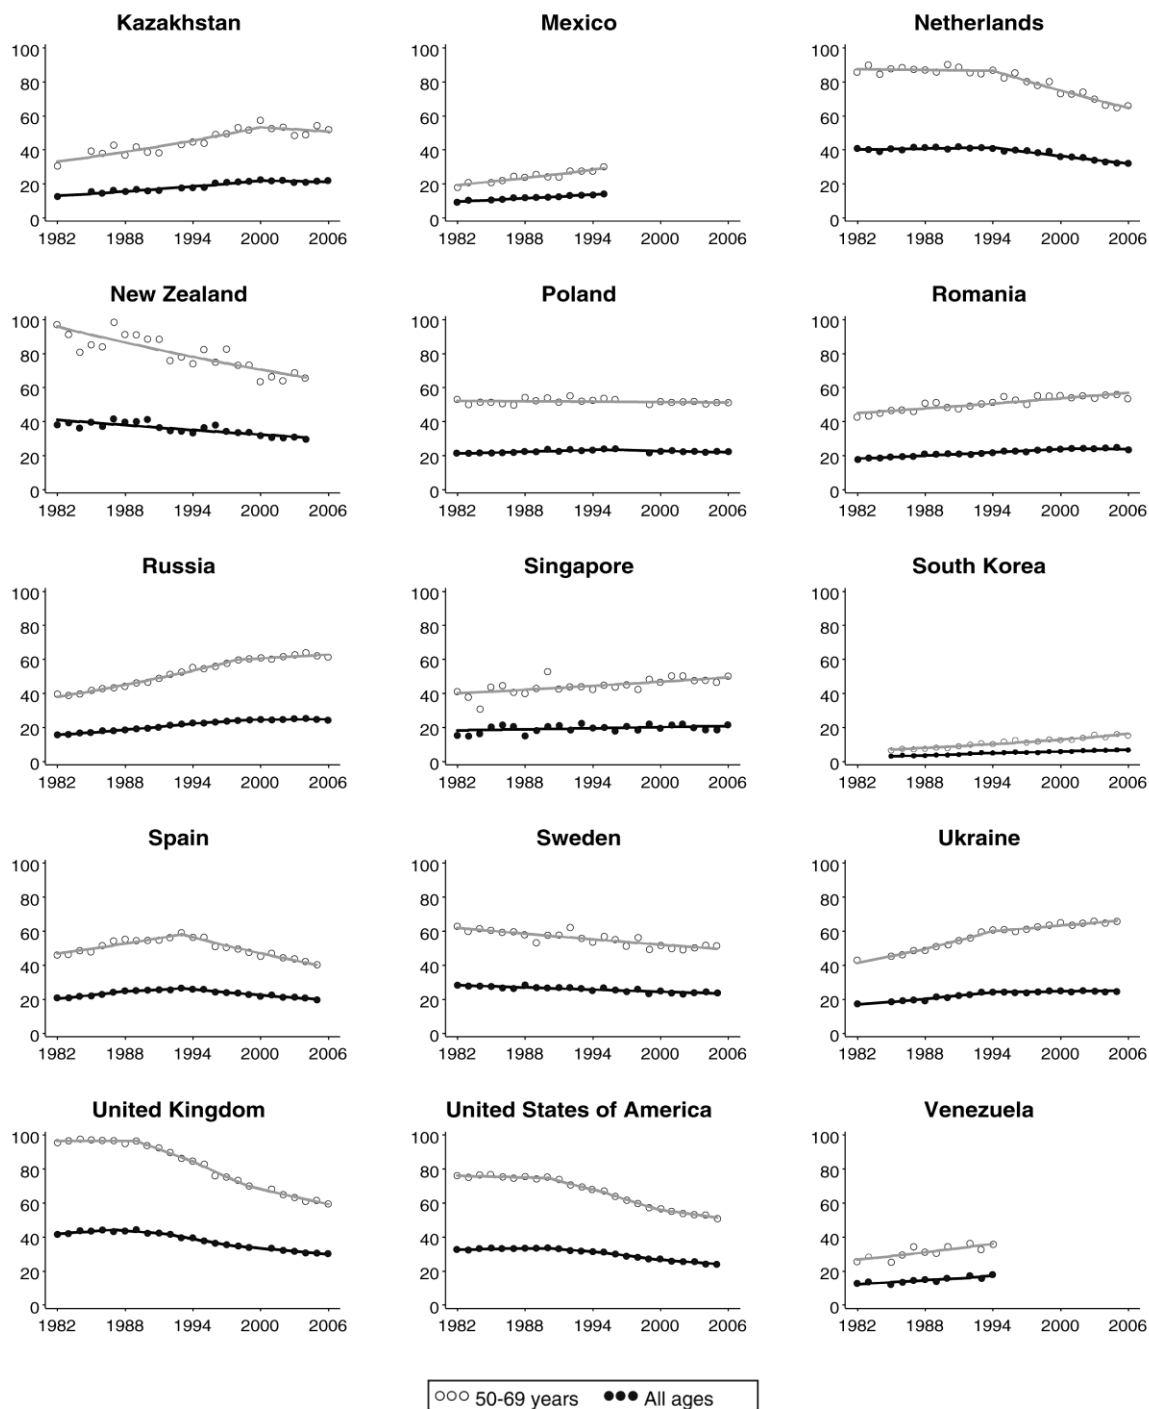 Kazakhstan Mexico Netherlands
100 100 100
80 80 80
60 60 60
40 40 40
20 20 20
0 0 0
1982 1988 1994 2000 2006 1982 1988 1994 2000 2006 1982 1988 1994 2000 2006
New Zealand Poland Romania
100 100 100
80 80 80
60 60 60
40 40 40
20 20 20
0 0 0
1982 1988 1994 2000 2006 1982 1988 1994 2000 2006 1982 1988 1994 2000 2006
Russia Singapore South Korea
100 100 100
80 80 80
60 60 60
40 40 40
20 20 20
0 0 0
1982 1988 1994 2000 2006 1982 1988 1994 2000 2006 1982 1988 1994 2000 2006
Spain Sweden Ukraine
100 100 100
80 80 80
60 60 60
40 40 40
20 20 20
0 0 0
1982 1988 1994 2000 2006 1982 1988 1994 2000 2006 1982 1988 1994 2000 2006
United Kingdom United States of America Venezuela
100 100 100
80 80 80
60 60 60
40 40 40
20 20 20
0 0 0
1982 1988 1994 2000 2006 1982 1988 1994 2000 2006 1982 1988 1994 2000 2006
50-69 years All ages